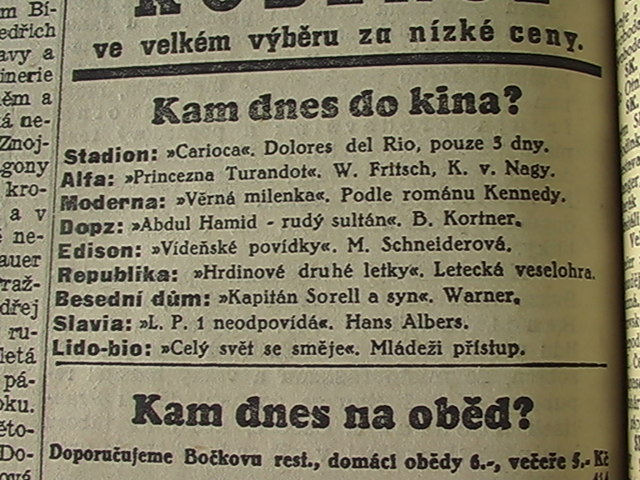 ve velkém výběru za nízké ceny.
Kam dnes do kina?
Stadion: »Carioca«. Dolores del Rio, pouze 3 dny.
Alfa: »Princezna Turandot«. W. Fritsch, K. v. Nagy.
Moderna: »Věrná milenka«. Podle románu Kennedy.
Dopz: »Abdul Hamid - rudý sultán«. B. Kortner.
Edison: »Vídeňské povídky«. M. Schneiderová.
Republika: »Hrdinové druhé letky«. Letecká veselohra.
Besední dům: »Kapitán Sorell a syn«. Warner.
Slavia: »L. P. 1 neodpovídá«. Hans Albers.
Lido-bio: »Celý svět se směje«. Mládeži přístup.
Kam dnes na oběd?
Doporučujeme Bočkovu rest., domácí obědy 6.-, večeře 5.- Kč